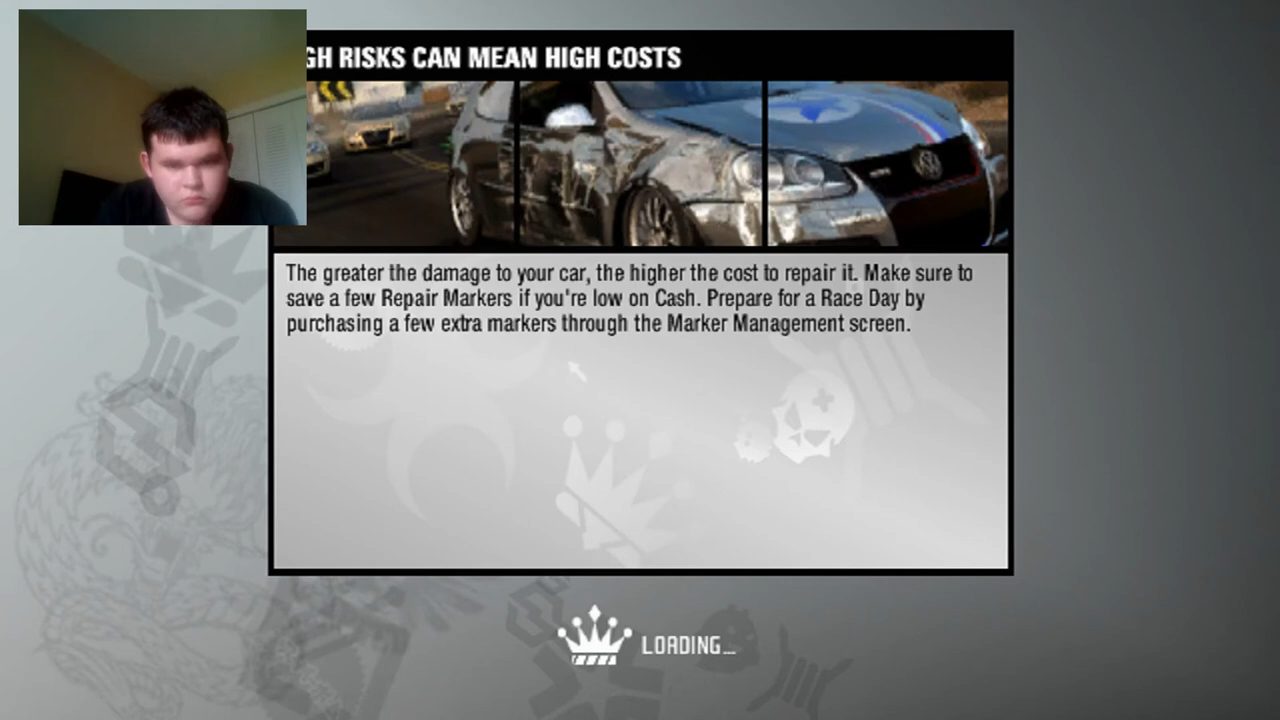 GH RISKS CAN MEAN HIGH COSTS
The greater the damage to your car, the higher the cost to repair it. Make sure to
save a few Repair Markers if you're low on Cash. Prepare for a Race Day by
purchasing a few extra markers through the Marker Management screen.
LOADING...